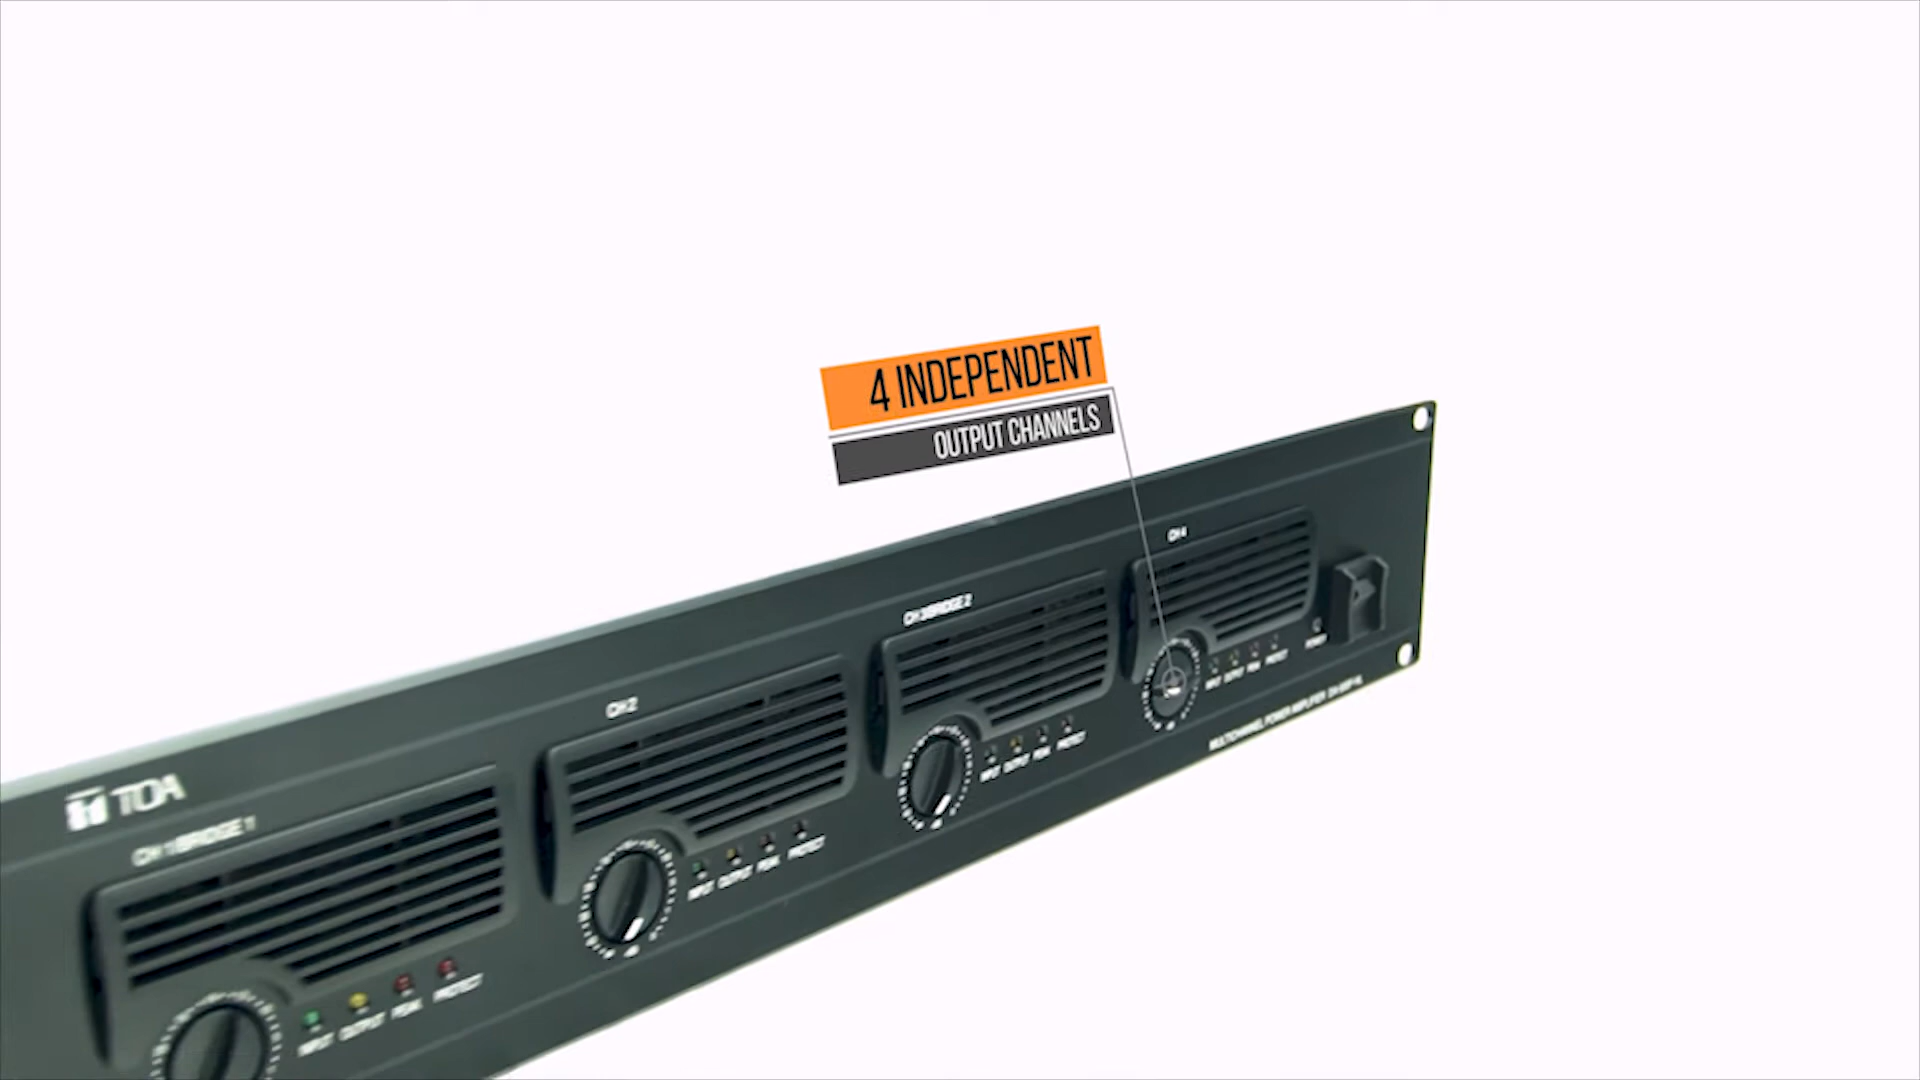 4 INDEPENDENT
OUTPUT CHANNELS
CH 4
CH 3/BRIDGE 2
CH 2
TOA
CH 1/BRIDGE 1
INPUT OUTPUT PEAK PROTECT POWER
INPUT OUTPUT PEAK PROTECT
INPUT OUTPUT PEAK PROTECT
INPUT OUTPUT PEAK PROTECT
MULTICHANNEL POWER AMPLIFIER